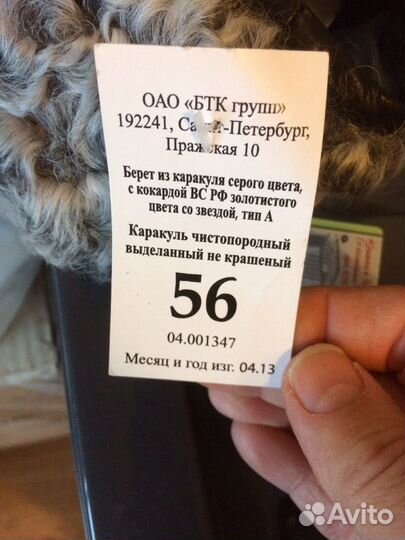 ОАО «БТК групп»
192241, Санкт-Петербург,
Пражская 10
Берет из каракуля серого цвета,
с кокардой ВС РФ золотистого
цвета со звездой, тип А
Каракуль чистопородный
выделанный не крашеный
56
04.001347
Месяц и год изг. 04.13
Avito